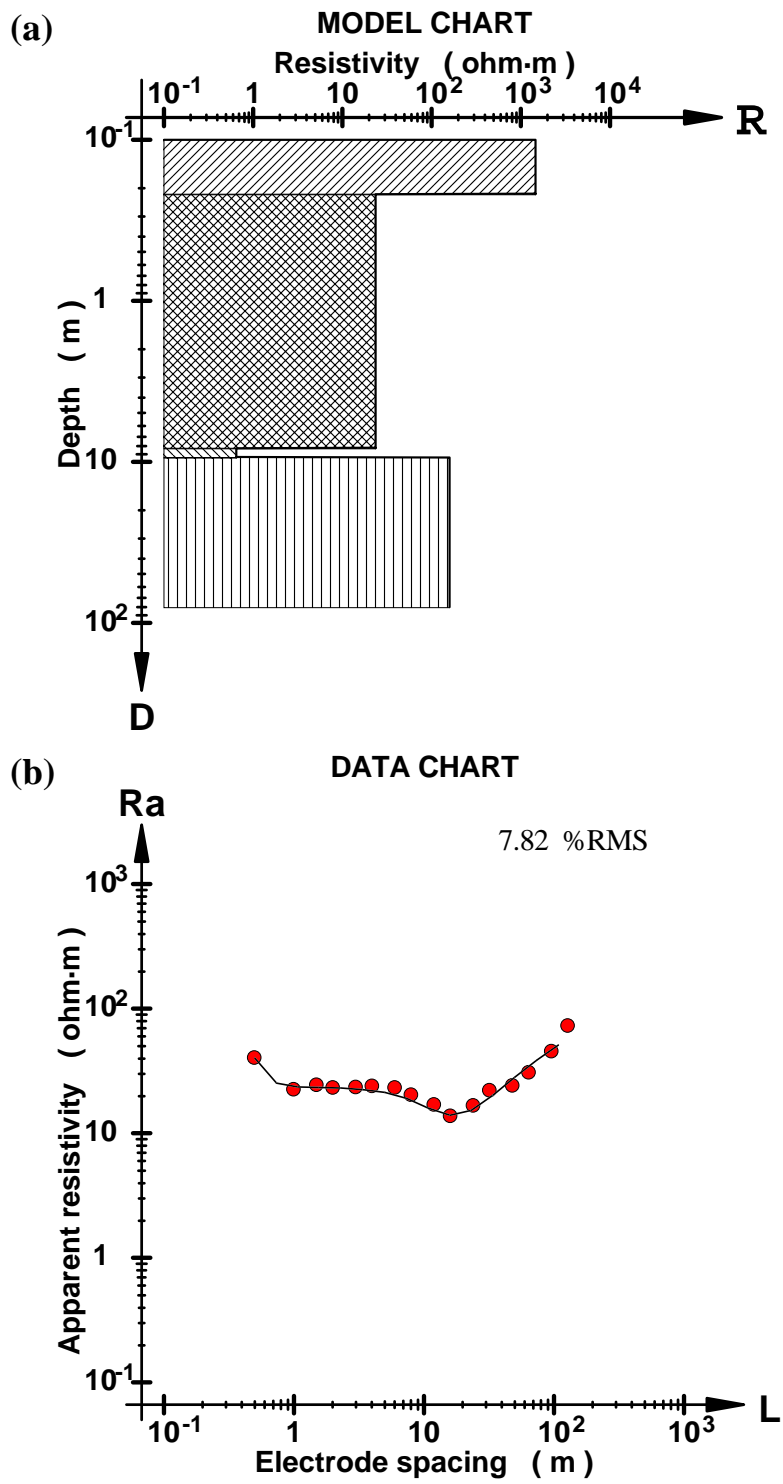 (a)
MODEL CHART
Resistivity ( ohm·m )
10⁻¹ 1 10 10² 10³ 10⁴
R
10⁻¹
1
10
10²
Depth ( m )
D
(b)
DATA CHART
Ra
7.82 %RMS
10³
10²
10
1
10⁻¹
Apparent resistivity ( ohm·m )
10⁻¹ 1 10 10² 10³
L
Electrode spacing ( m )